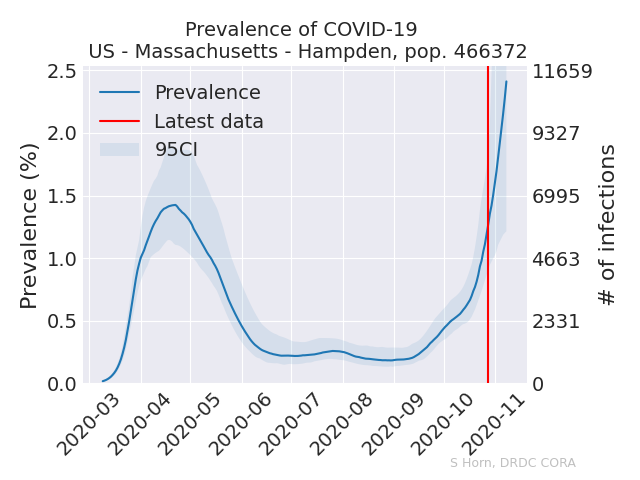 Prevalence of COVID-19
US - Massachusetts - Hampden, pop. 466372
Prevalence
Latest data
95CI
Prevalence (%)
2.5
2.0
1.5
1.0
0.5
0.0
11659
9327
6995
4663
2331
0
# of infections
2020-03
2020-04
2020-05
2020-06
2020-07
2020-08
2020-09
2020-10
2020-11
S Horn, DRDC CORA